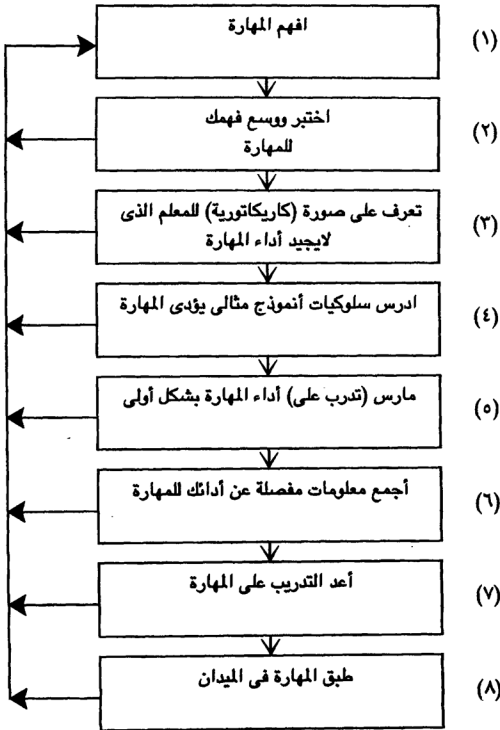 افهم المهارة (١)
اختبر ووسع فهمك (٢)
للمهارة
تعرف على صورة (كاريكاتورية) للمعلم الذى (٣)
لايجيد أداء المهارة
ادرس سلوكيات أنموذج مثالى يؤدى المهارة (٤)
مارس (تدرب على) أداء المهارة بشكل أولى (٥)
أجمع معلومات مفصلة عن أدائك للمهارة (٦)
أعد التدريب على المهارة (٧)
طبق المهارة فى الميدان (٨)